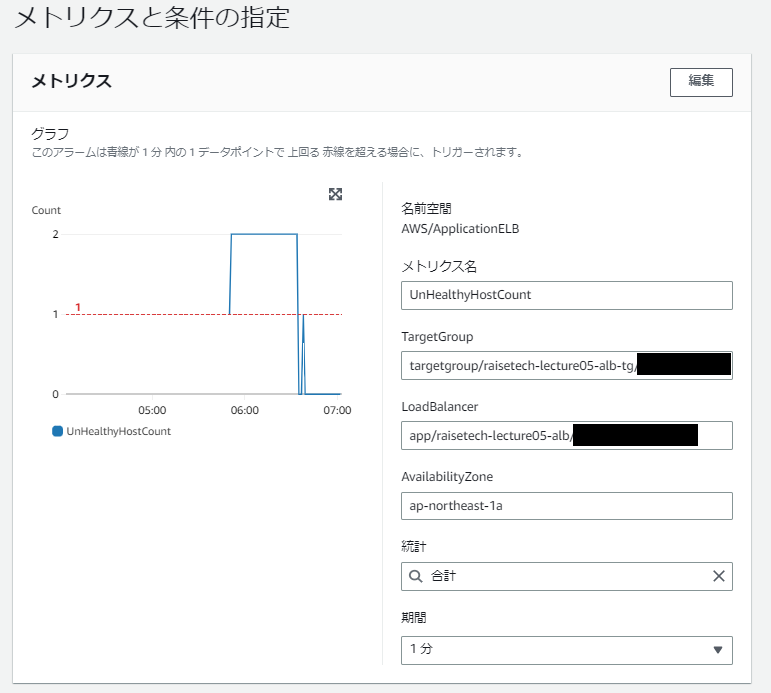 メトリクスと条件の指定
メトリクス
編集
グラフ
このアラームは青線が 1 分 内の 1 データポイントで 上回る 赤線を超える場合に、トリガーされます。
Count
2
1
1
0
05:00
06:00
07:00
UnHealthyHostCount
名前空間
AWS/ApplicationELB
メトリクス名
UnHealthyHostCount
TargetGroup
targetgroup/raisetech-lecture05-alb-tg/
LoadBalancer
app/raisetech-lecture05-alb/
AvailabilityZone
ap-northeast-1a
統計
合計
期間
1 分